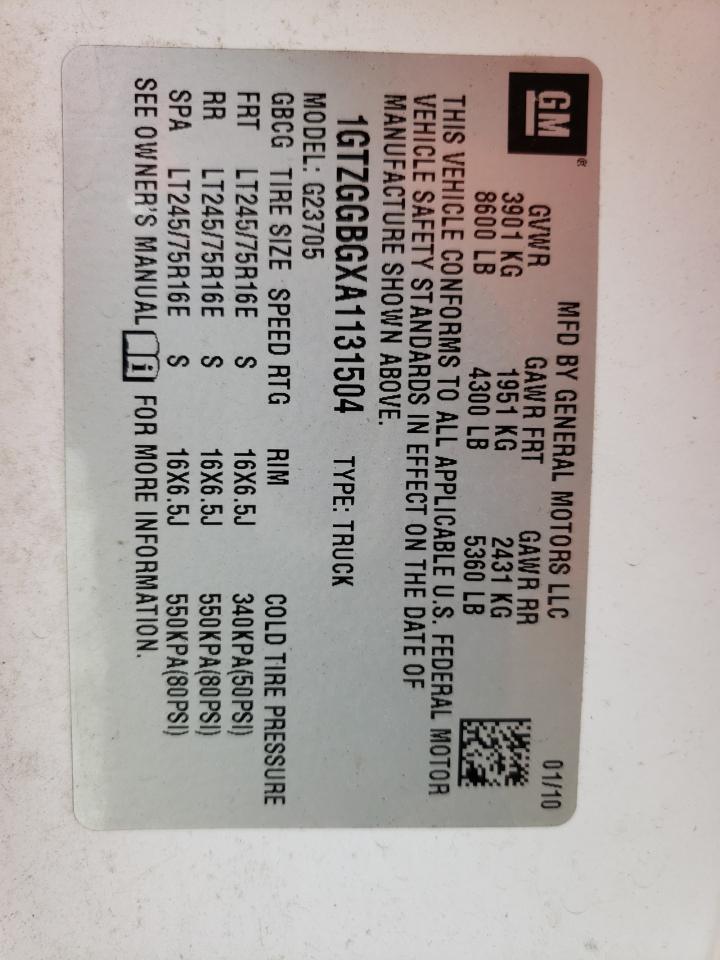 GM®
MFD BY GENERAL MOTORS LLC 01/10
GVWR GAWR FRT GAWR RR
3901 KG 1951 KG 2431 KG
8600 LB 4300 LB 5360 LB
THIS VEHICLE CONFORMS TO ALL APPLICABLE U.S. FEDERAL MOTOR
VEHICLE SAFETY STANDARDS IN EFFECT ON THE DATE OF
MANUFACTURE SHOWN ABOVE.
1GTZGGBGXA1131504 TYPE: TRUCK
MODEL: G23705
GBCG TIRE SIZE SPEED RTG RIM COLD TIRE PRESSURE
FRT LT245/75R16E S 16X6.5J 340KPA(50PSI)
RR LT245/75R16E S 16X6.5J 550KPA(80PSI)
SPA LT245/75R16E S 16X6.5J 550KPA(80PSI)
SEE OWNER'S MANUAL i FOR MORE INFORMATION.